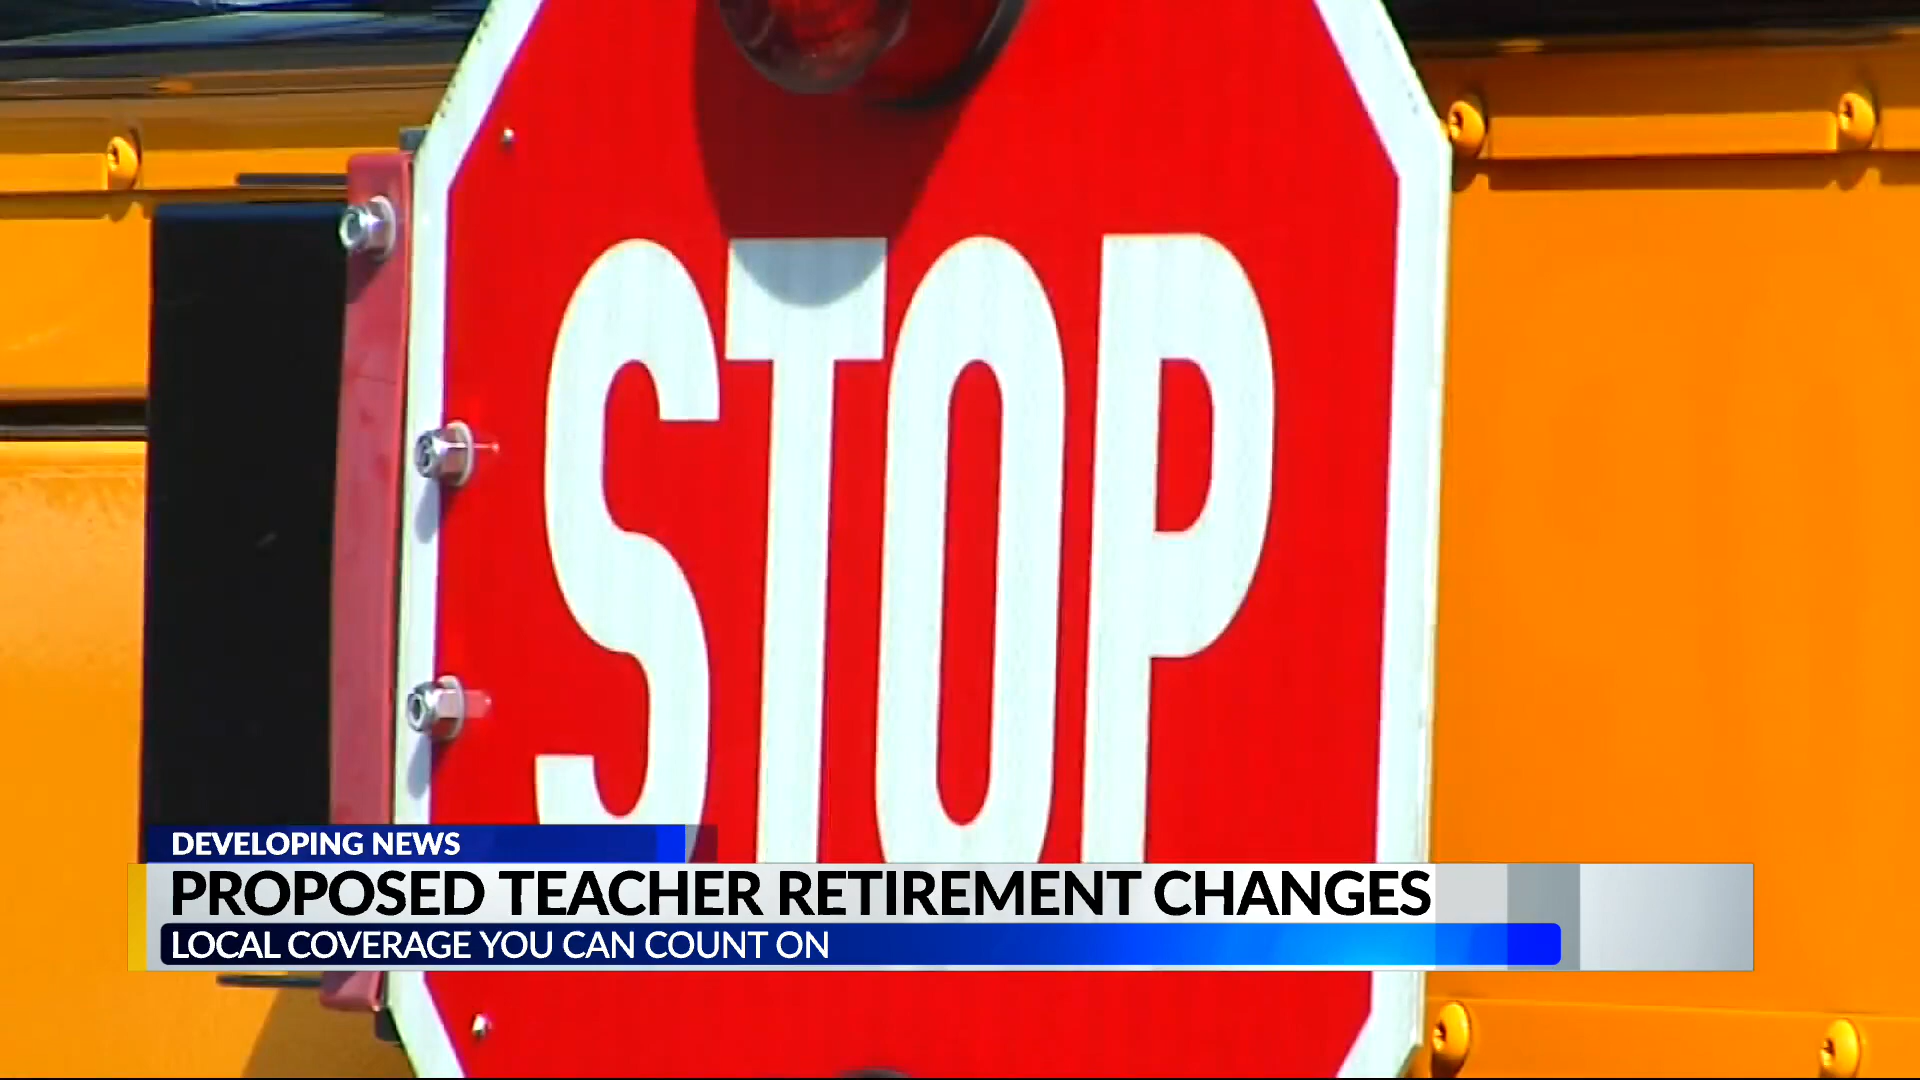 STOP
DEVELOPING NEWS
PROPOSED TEACHER RETIREMENT CHANGES
LOCAL COVERAGE YOU CAN COUNT ON